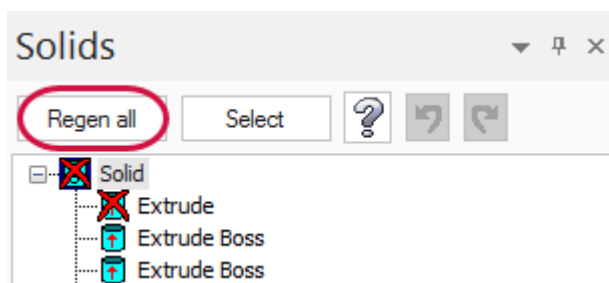 Solids
Regen all Select
Solid
Extrude
Extrude Boss
Extrude Boss